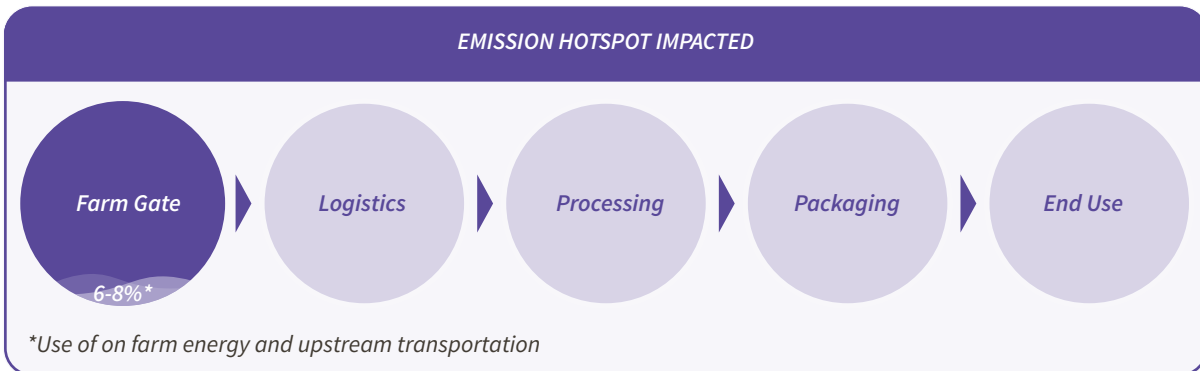 EMISSION HOTSPOT IMPACTED
Farm Gate
Logistics
Processing
Packaging
End Use
6-8%*
*Use of on farm energy and upstream transportation